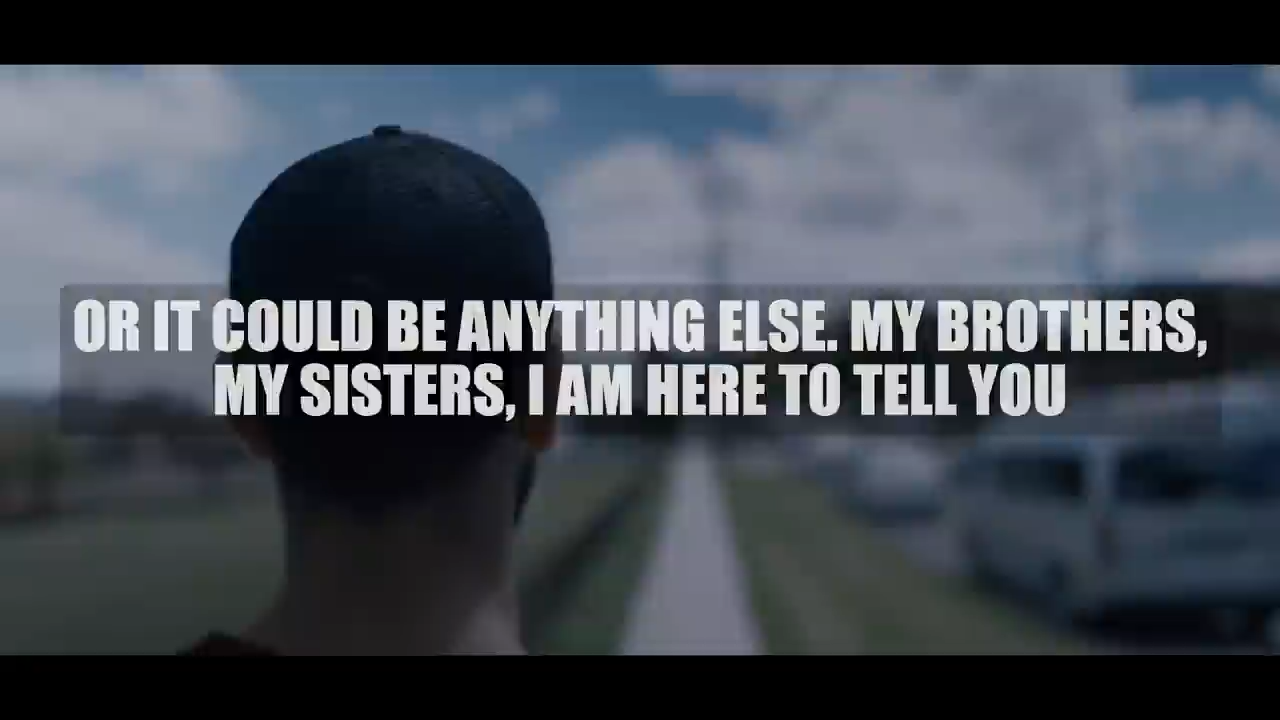 OR IT COULD BE ANYTHING ELSE. MY BROTHERS,
MY SISTERS, I AM HERE TO TELL YOU